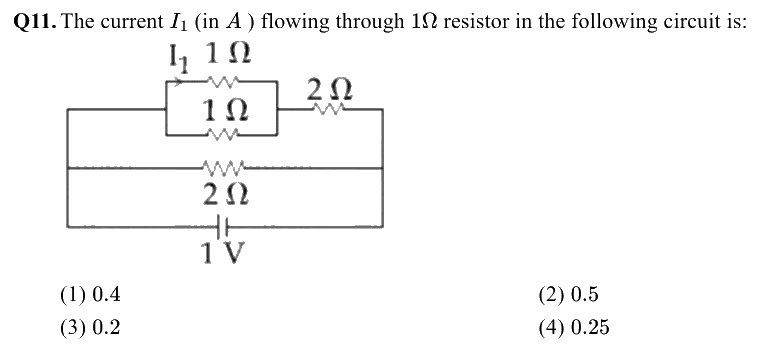 Q11. The current I₁ (in A ) flowing through 1Ω resistor in the following circuit is:
I₁ 1 Ω
2 Ω
1 Ω
2 Ω
1 V
(1) 0.4
(2) 0.5
(3) 0.2
(4) 0.25